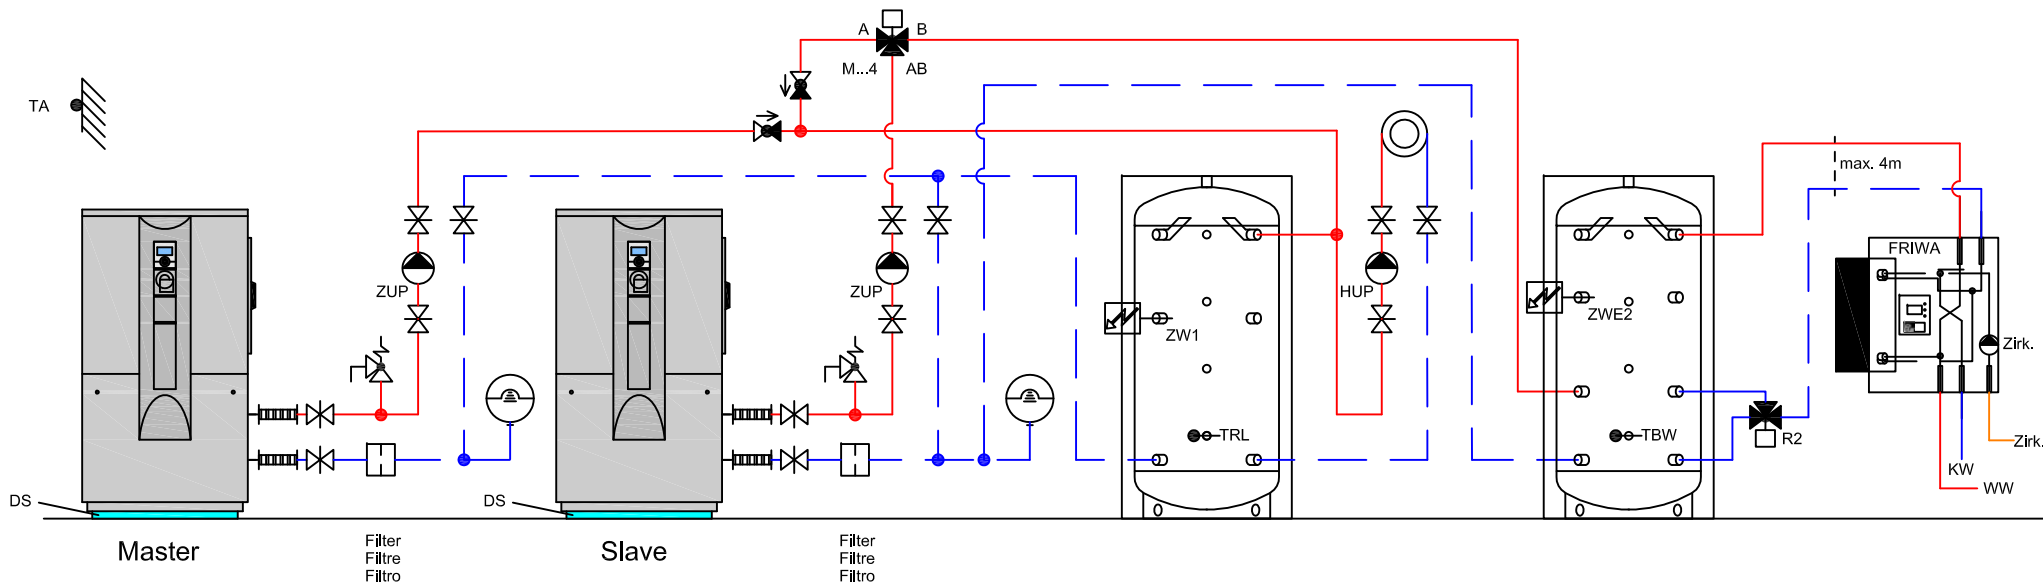 A
B
M...4
AB
TA
max. 4m
FRIWA
ZUP
ZUP
HUP
ZWE2
ZW1
Zirk.
TRL
TBW
R2
Zirk.
KW
WW
DS
DS
Master
Filter
Filtre
Filtro
Slave
Filter
Filtre
Filtro